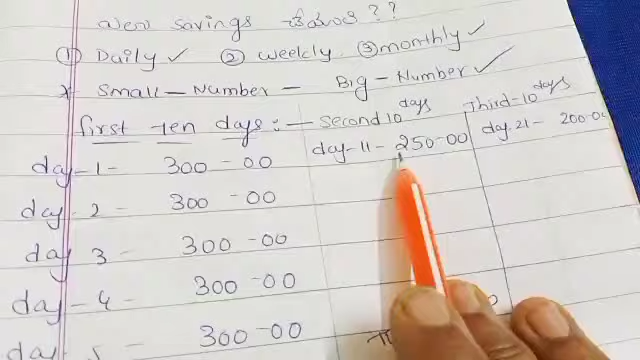 savings ??
① Daily ✓ ② weekly ③ monthly ✓
Small - Number - Big - Number ✓
first ten days :- Second 10 days Third - 10 days
day - 1 - 300 - 00 day - 11 - 250 - 00 day. 21 - 200 - 0
day - 2 - 300 - 00
day 3 - 300 - 00
day - 4 - 300 - 00
day - 300 - 00